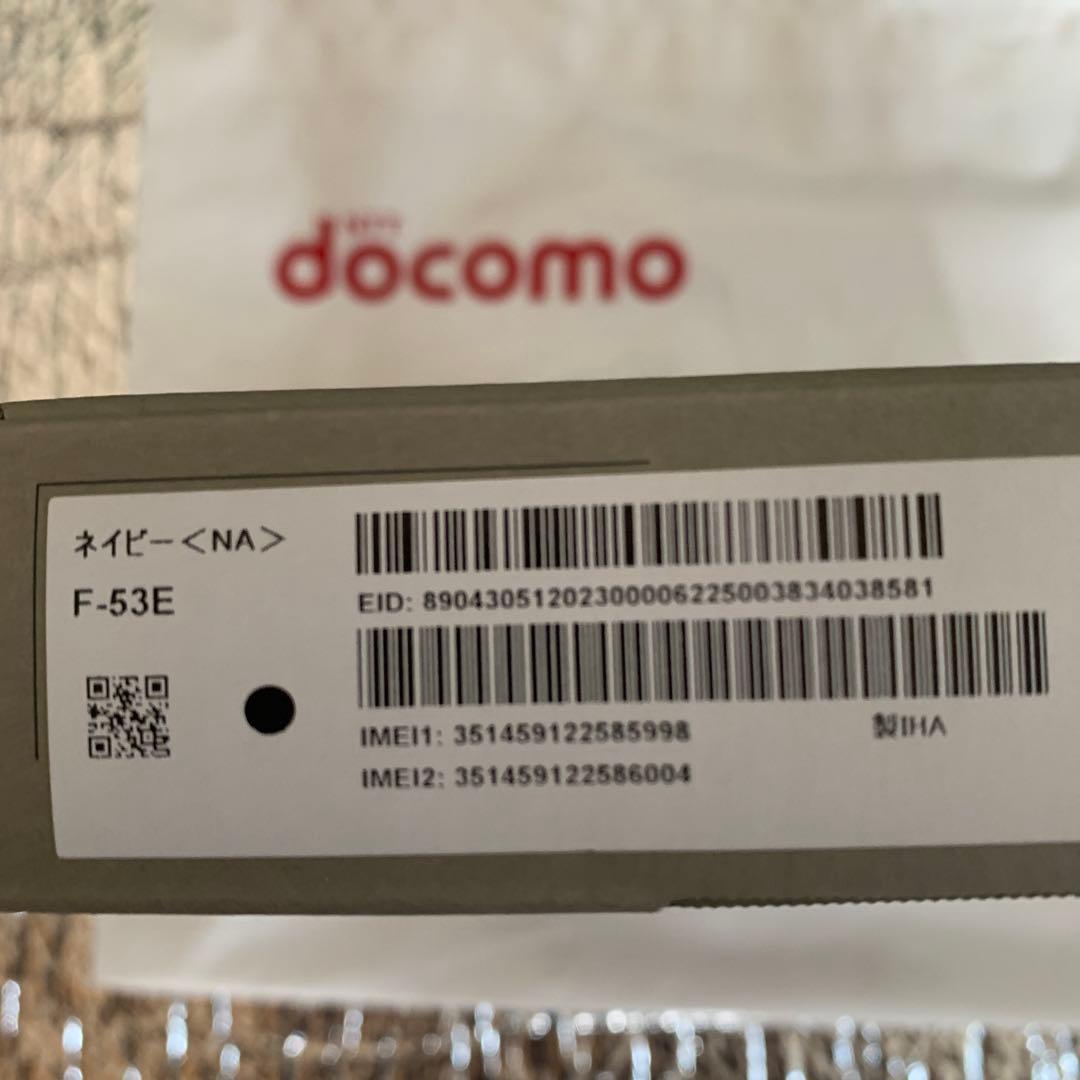 docomo
ネイビー<NA>
F-53E
EID: 89043051202300006225003834038581
IMEI1: 351459122585998
製IHA
IMEI2: 351459122586004